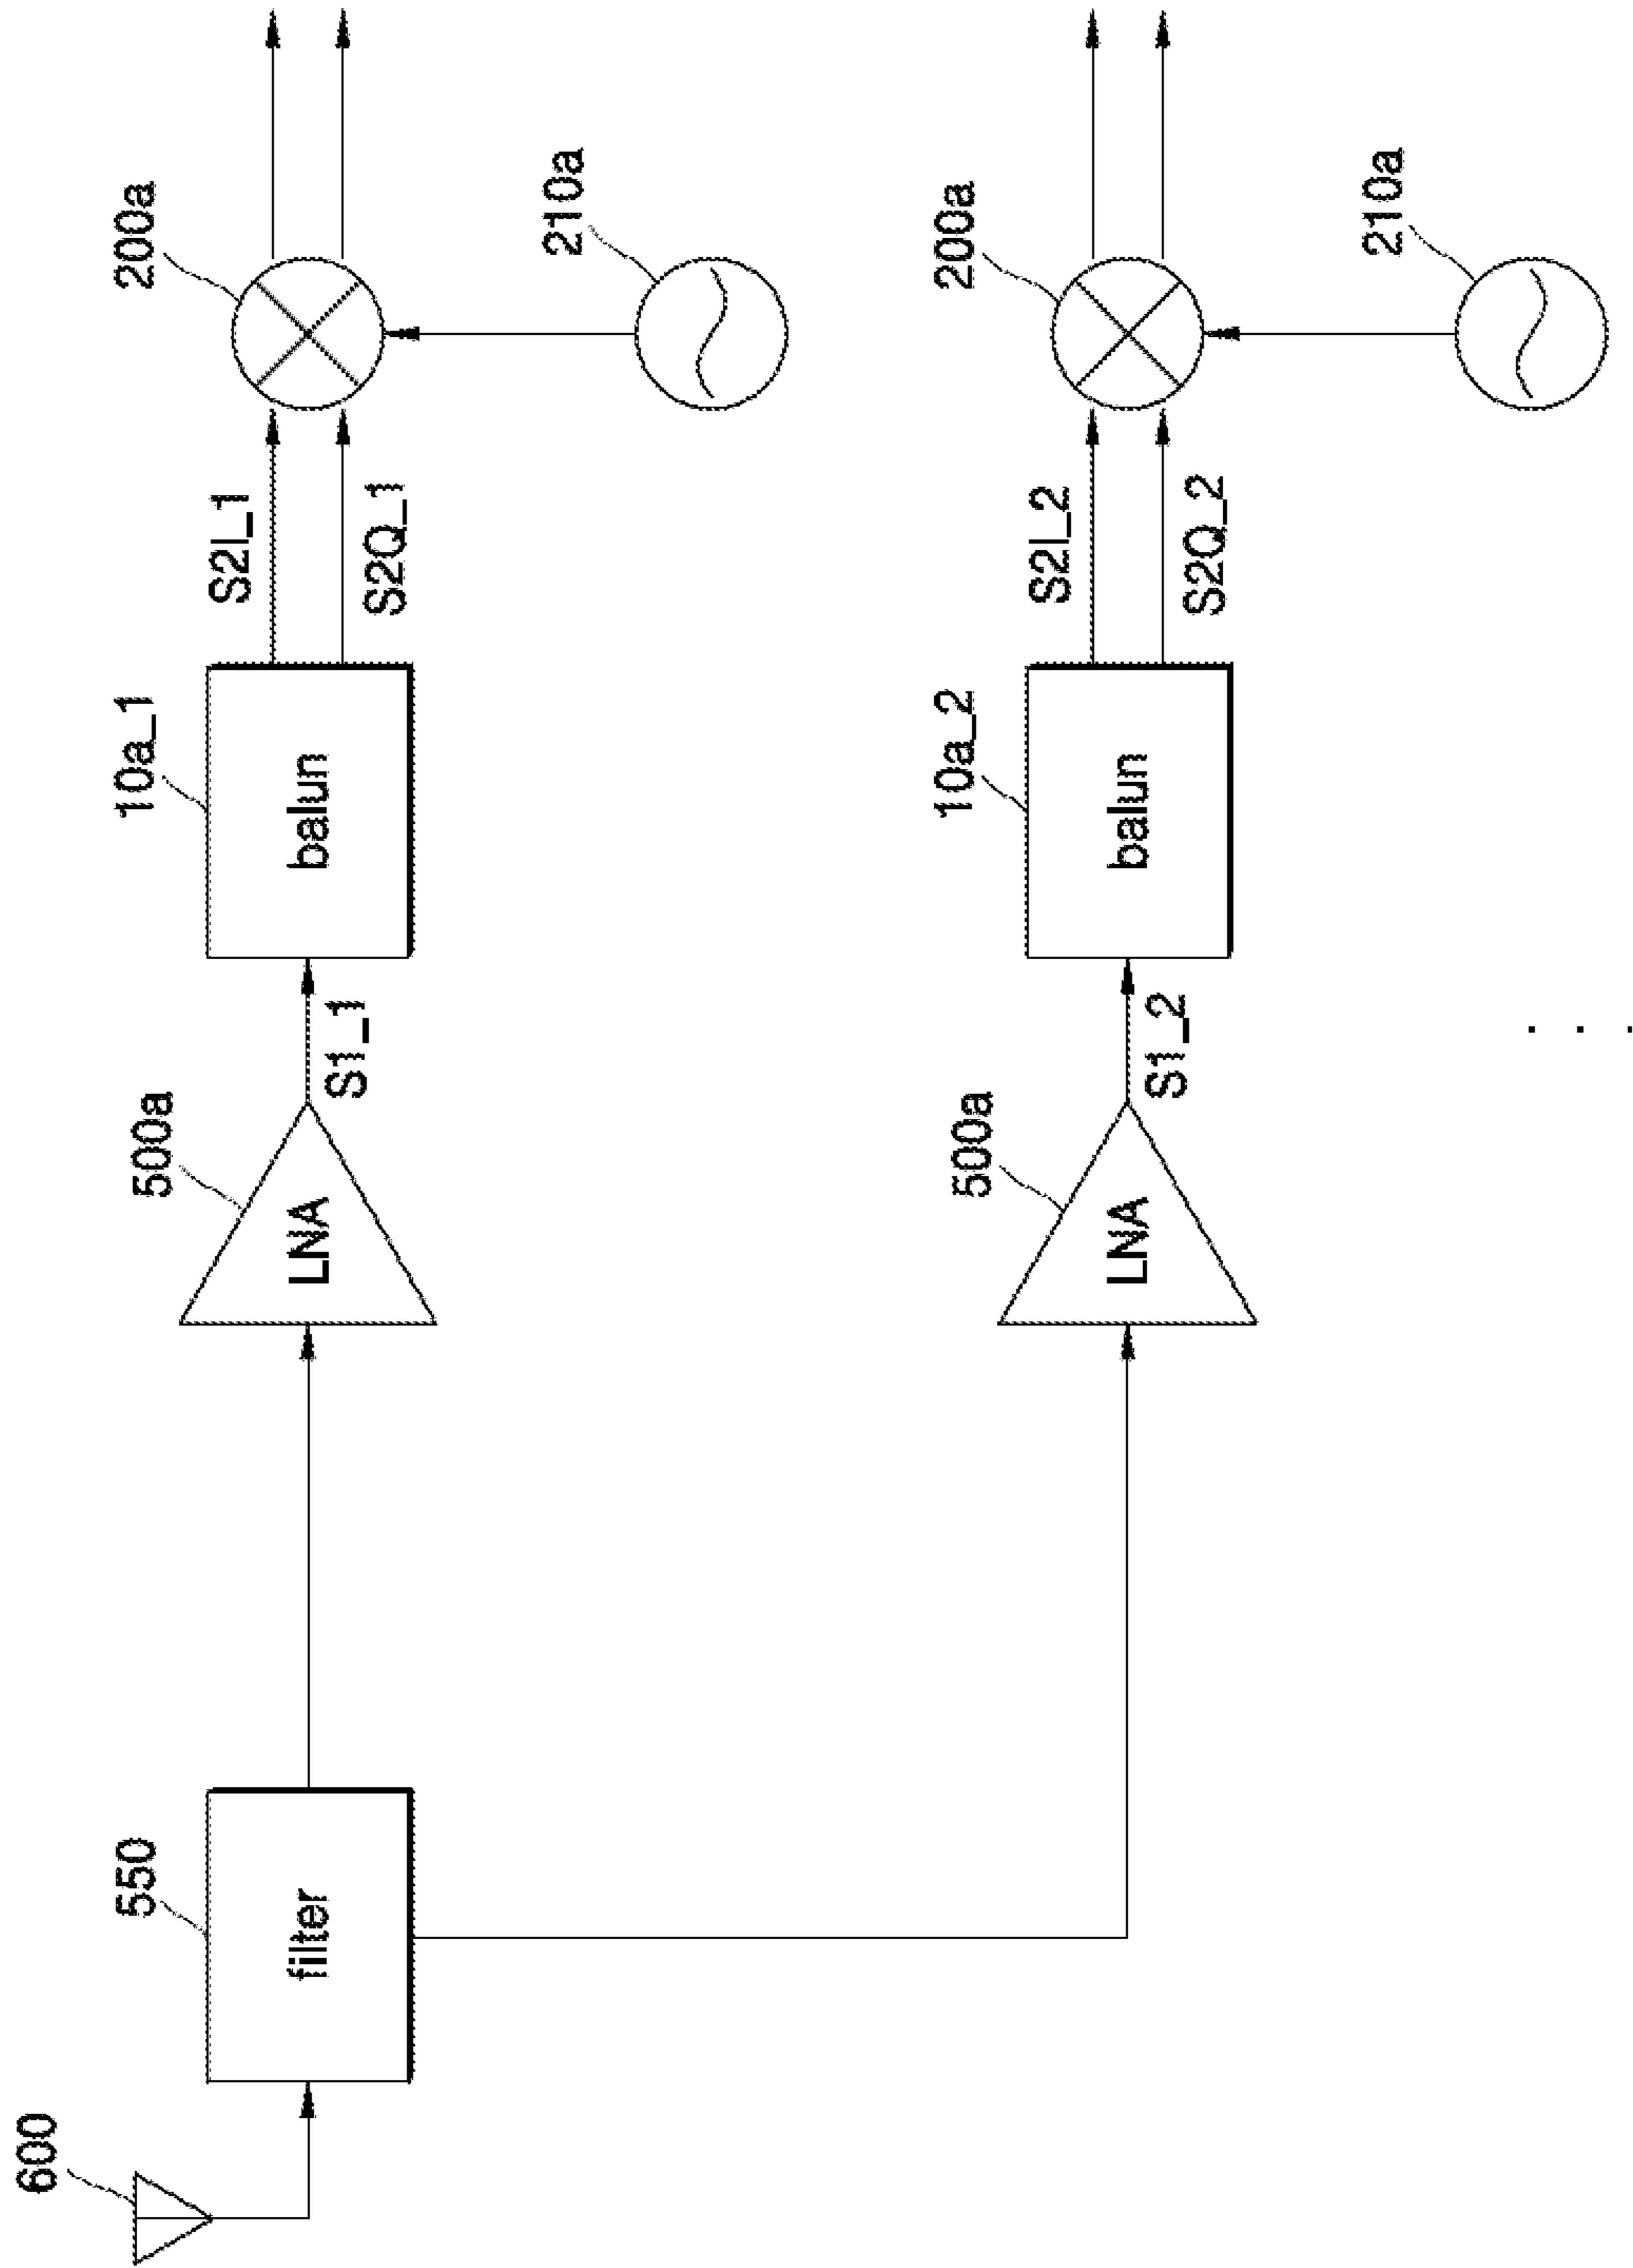 600
550
filter
500a
LNA
S1_1
10a_1
balun
S2I_1
S2Q_1
200a
210a
500a
LNA
S1_2
10a_2
balun
S2I_2
S2Q_2
200a
210a
. . .